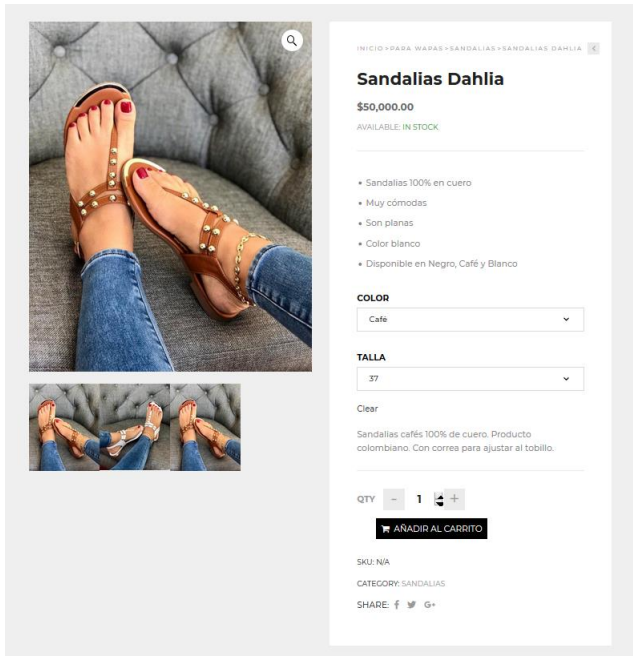 INICIO>PARA WAPAS>SANDALIAS>SANDALIAS DAHLIA
Sandalias Dahlia
$50,000.00
AVAILABLE: IN STOCK
Sandalias 100% en cuero
Muy cómodas
Son planas
Color blanco
Disponible en Negro, Café y Blanco
COLOR
Café
TALLA
37
Clear
Sandalias cafés 100% de cuero. Producto
colombiano. Con correa para ajustar al tobillo.
QTY - 1 +
AÑADIR AL CARRITO
SKU: N/A
CATEGORY: SANDALIAS
SHARE: f G+